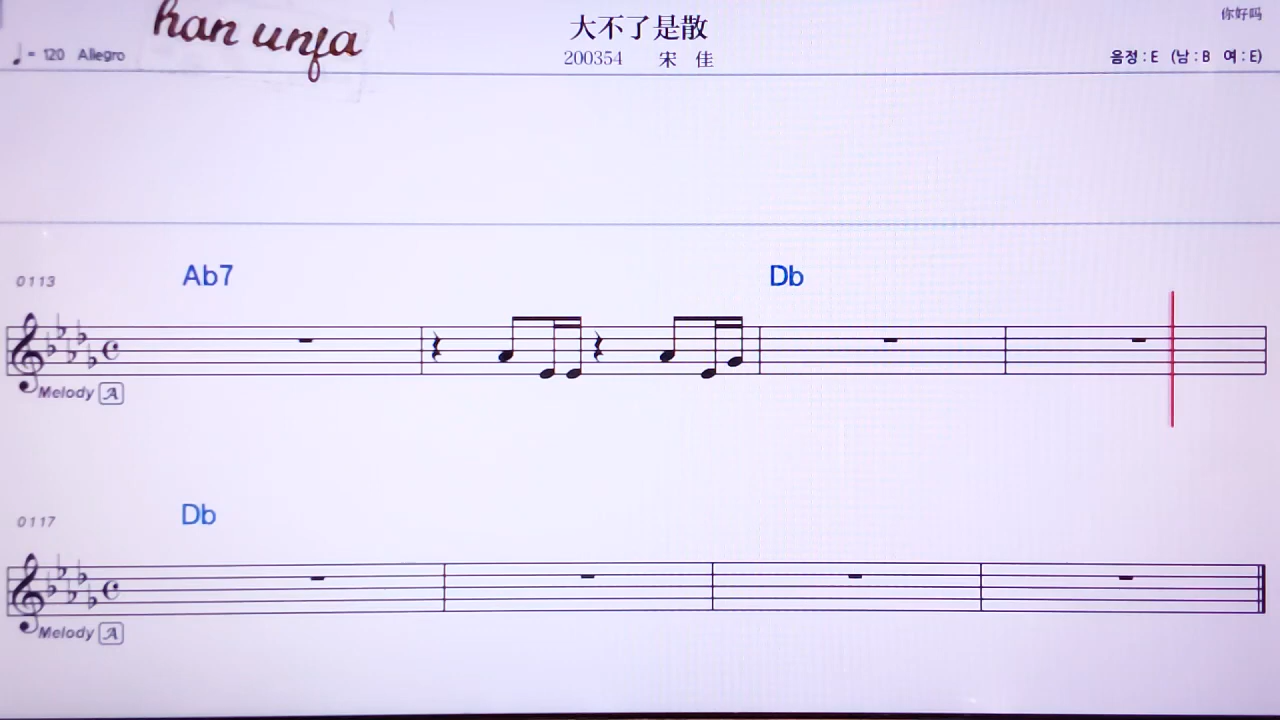 han unfa
大不了是散
你好吗
♩= 120 Allegro
200354 宋 佳
음정 : E (남 : B 여 : E)
0113
Ab7 Db
Melody A
0117
Db
Melody A